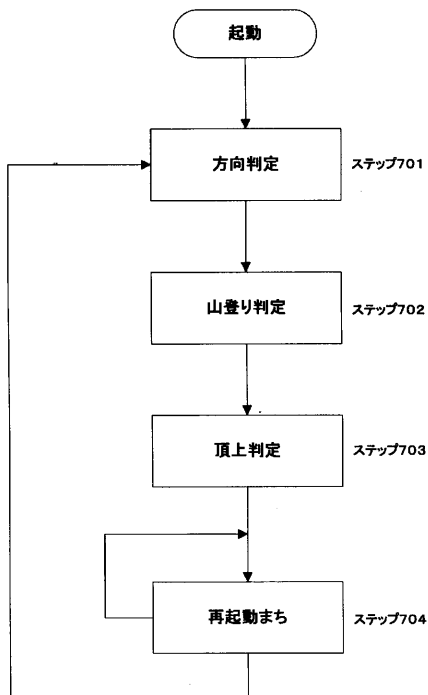 起動
方向判定
ステップ701
山登り判定
ステップ702
頂上判定
ステップ703
再起動まち
ステップ704